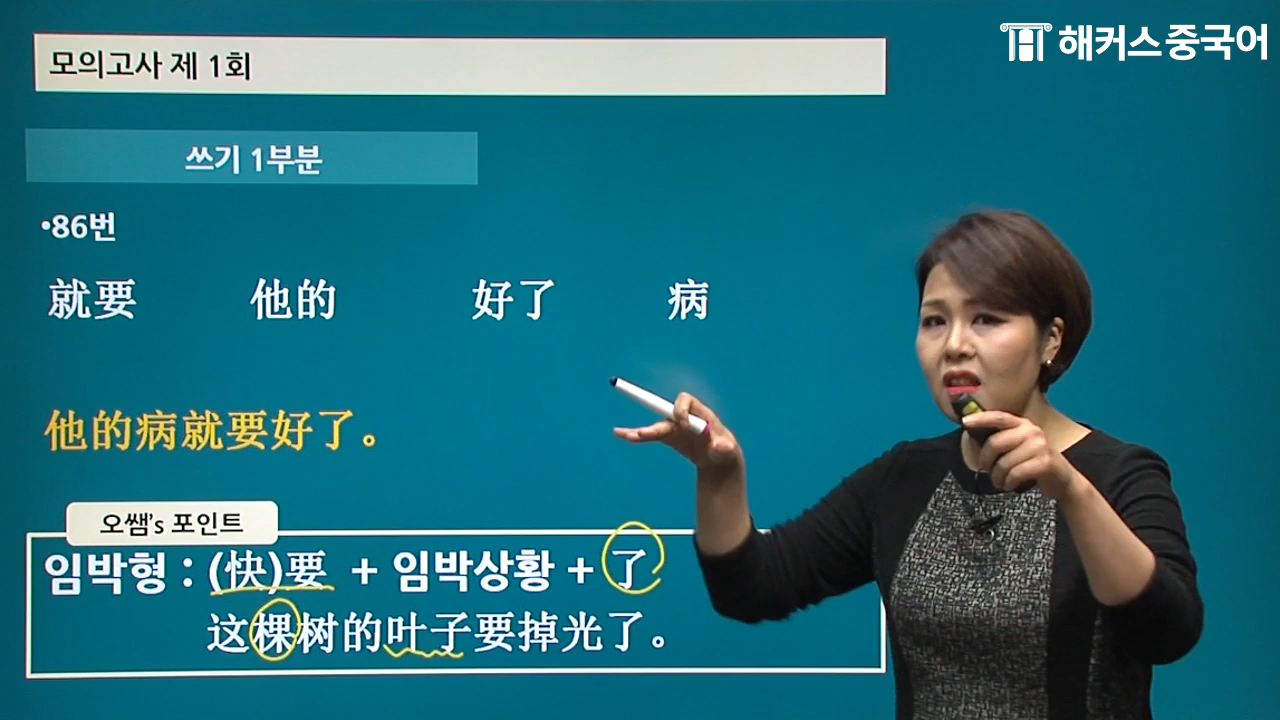 해커스중국어
모의고사 제 1회
쓰기 1부분
•86번
就要 他的 好了 病
他的病就要好了。
오쌤's 포인트
임박형 : (快)要 + 임박상황 + 了
这棵树的叶子要掉光了。